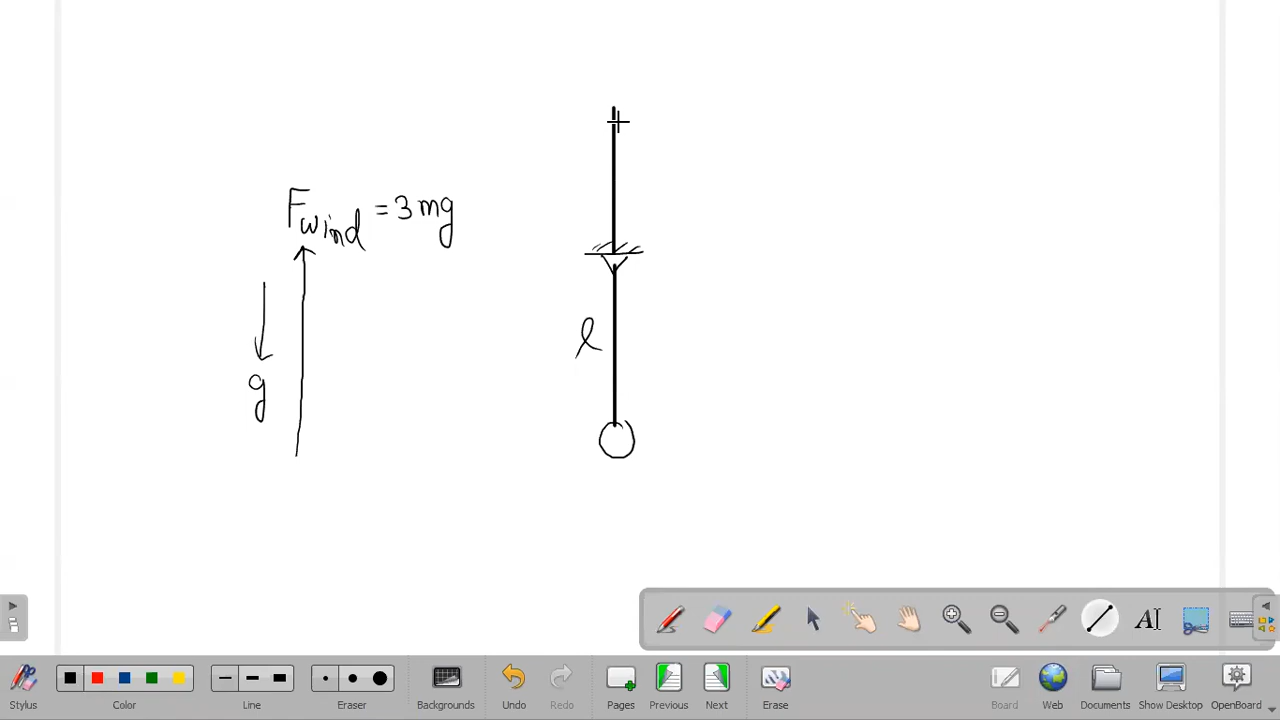 F_wind = 3mg
g
l
AI
Stylus
Color
Line
Eraser
Backgrounds
Undo
Redo
Pages
Previous
Next
Erase
Board
Web
Documents
Show Desktop
OpenBoard